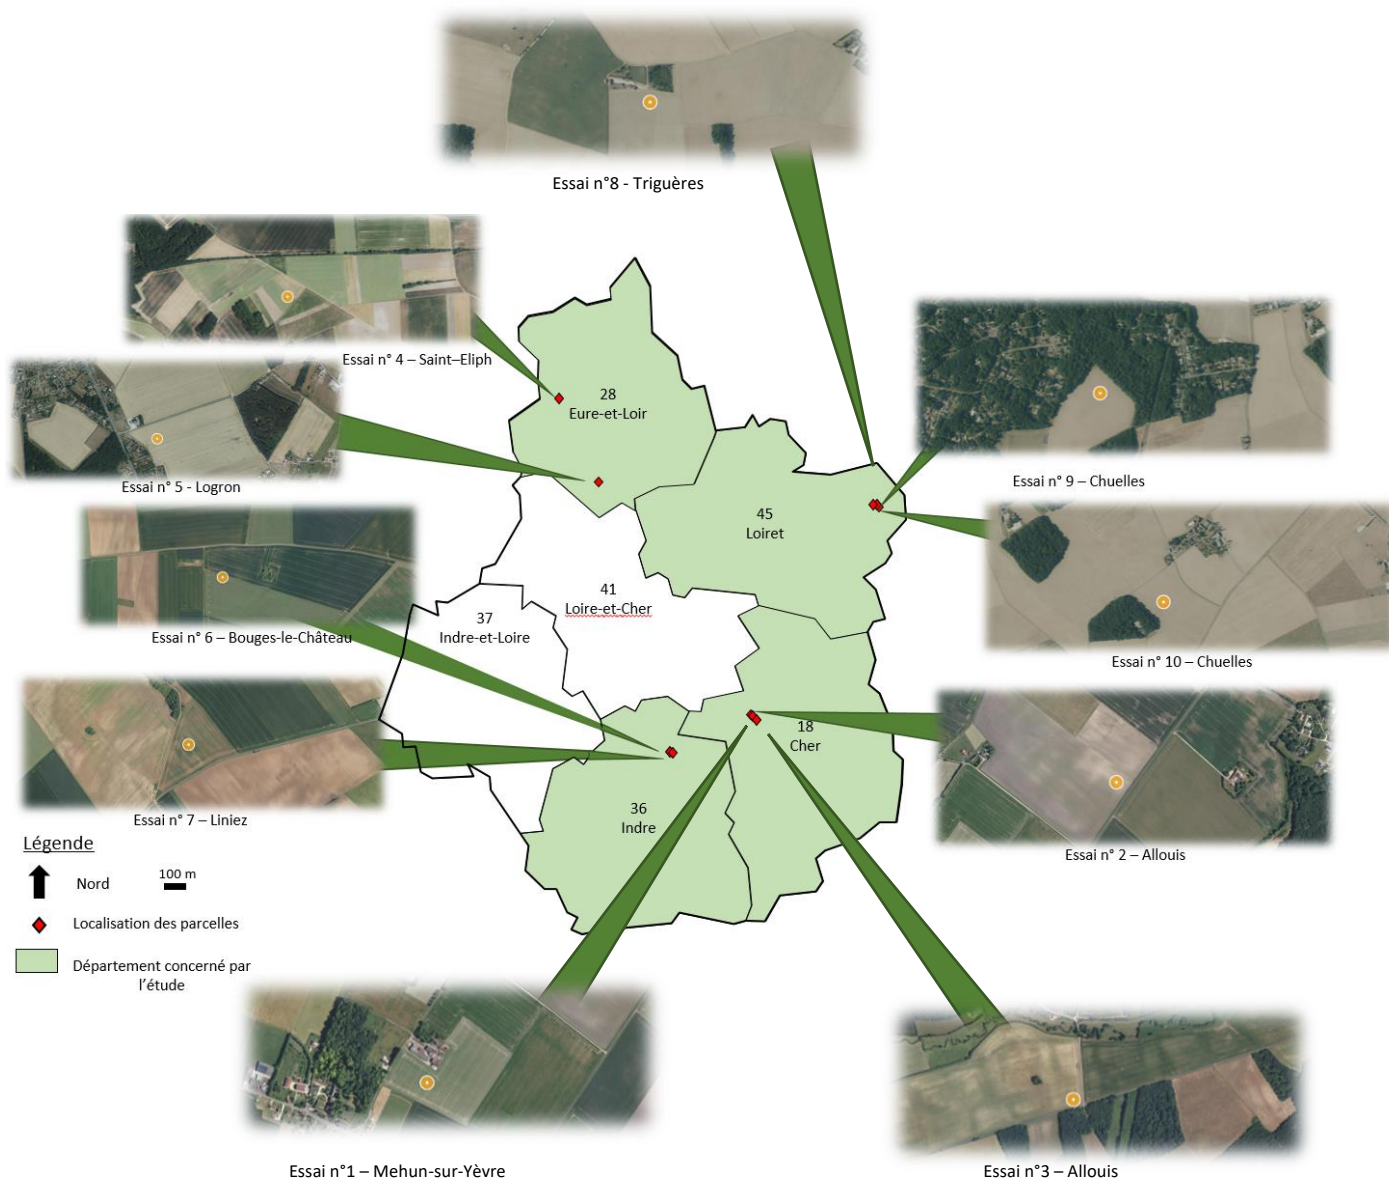 Essai n°8 - Triguères
Essai n° 4 – Saint–Eliph
28
Eure-et-Loir
Essai n° 5 - Logron
Essai n° 9 – Chuelles
45
Loiret
41
Loire-et-Cher
37
Indre-et-Loire
Essai n° 6 – Bouges-le-Château
Essai n° 10 – Chuelles
18
Cher
36
Indre
Essai n° 7 – Liniez
Essai n° 2 – Allouis
Légende
Nord
100 m
Localisation des parcelles
Département concerné par
l'étude
Essai n°1 – Mehun-sur-Yèvre
Essai n°3 – Allouis